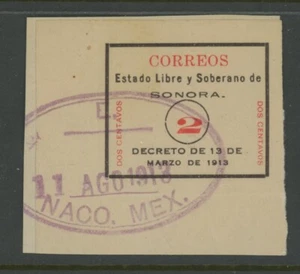 CORREOS
Estado Libre y Soberano de
SONORA.
DOS CENTAVOS
2
DOS CENTAVOS
DECRETO DE 13 DE
MARZO DE 1913
11 AGO 1913
NACO, MEX.